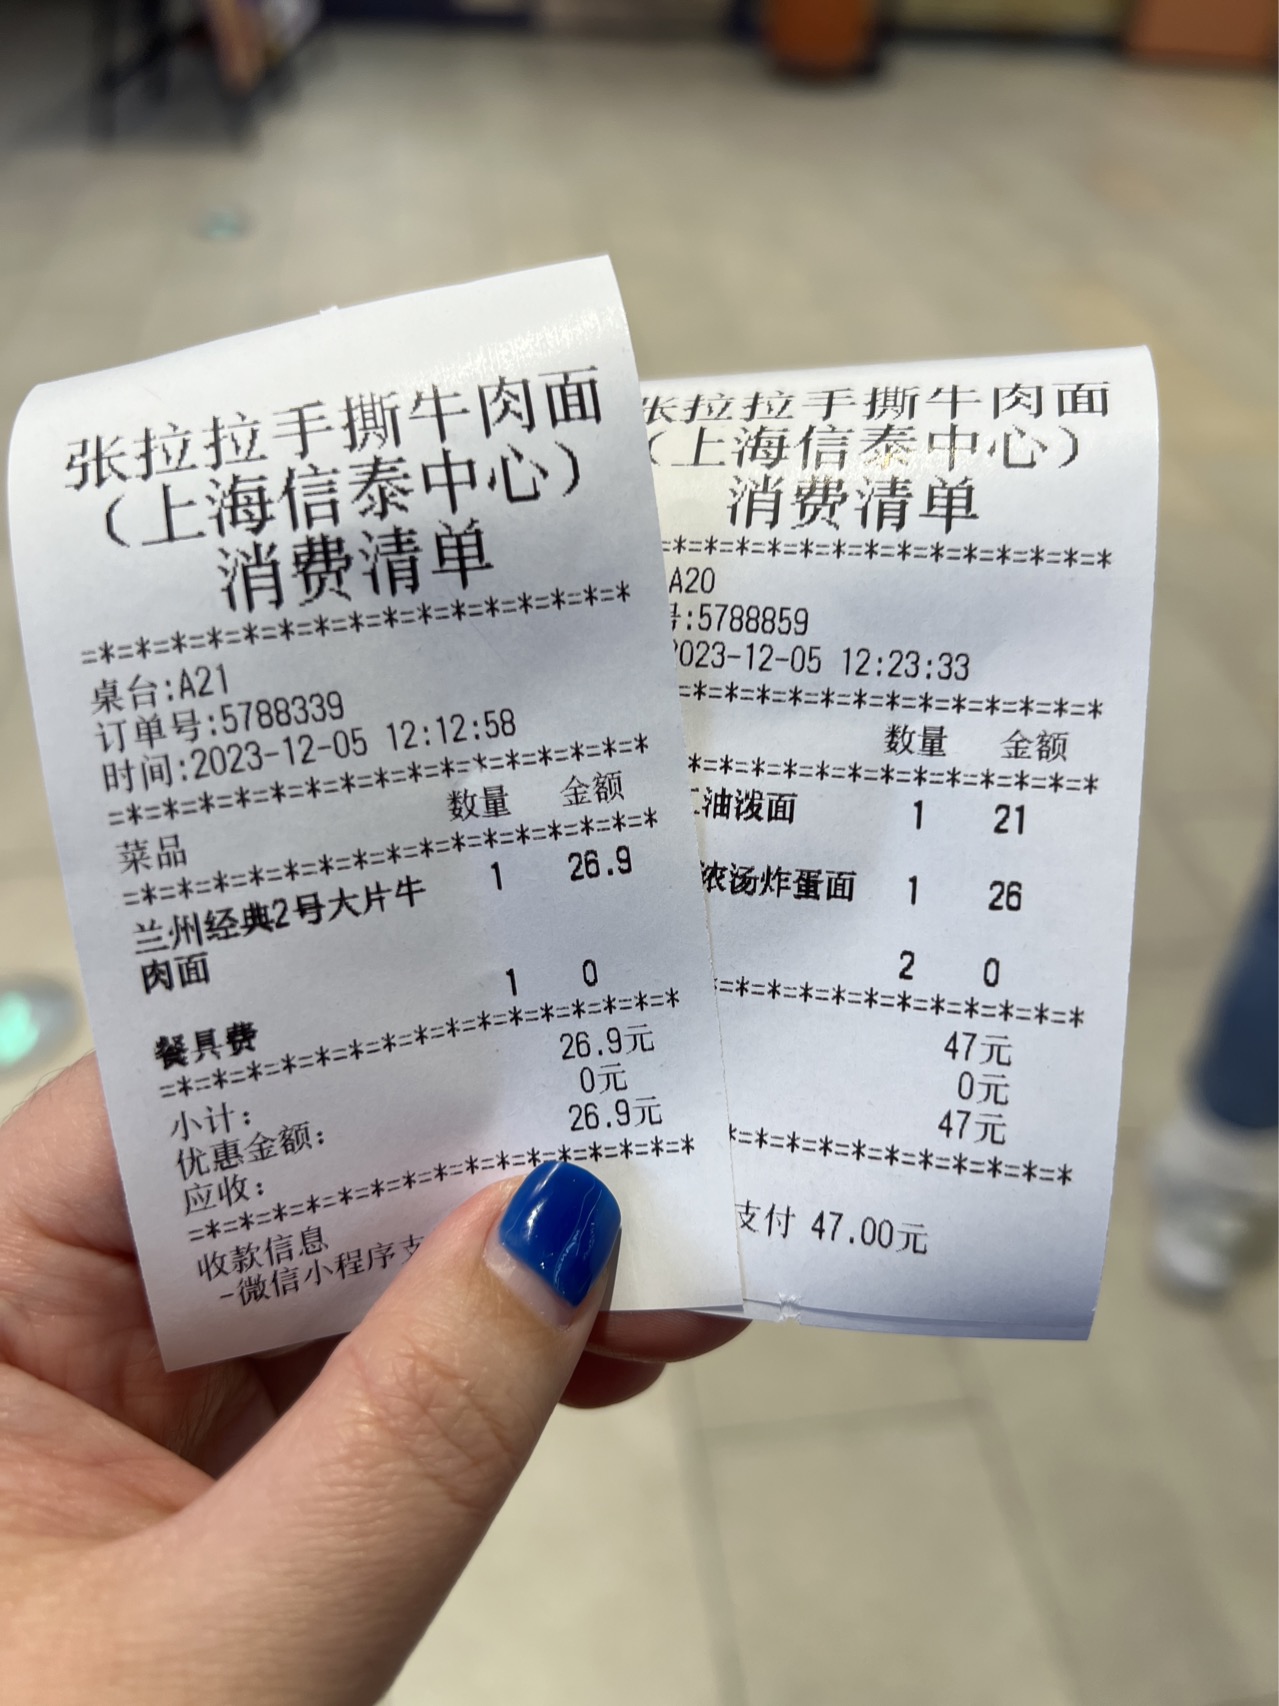 张拉拉手撕牛肉面
（上海信泰中心）
消费清单
=*=*=*=*=*=*=*=*=*=*=*=*=*=*=*
桌台:A21
订单号:5788339
时间:2023-12-05 12:12:58
=*=*=*=*=*=*=*=*=*=*=*=*=*=*=*
菜品 数量 金额
=*=*=*=*=*=*=*=*=*=*=*=*=*=*=*
兰州经典2号大片牛 1 26.9
肉面
餐具费 1 0
=*=*=*=*=*=*=*=*=*=*=*=*=*=*=*
小计: 26.9元
优惠金额: 0元
应收: 26.9元
=*=*=*=*=*=*=*=*=*=*=*=*=*=*
收款信息
-微信小程序支
张拉拉手撕牛肉面
（上海信泰中心）
消费清单
=*=*=*=*=*=*=*=*=*=*=*=*=*=*
A20
号:5788859
2023-12-05 12:23:33
=*=*=*=*=*=*=*=*=*=*=*=*=*
数量 金额
*=*=*=*=*=*=*=*=*=*=*=*=*
油泼面 1 21
浓汤炸蛋面 1 26
2 0
=*=*=*=*=*=*=*=*=*=*=*=*
47元
0元
47元
*=*=*=*=*=*=*=*=*=*=*
支付 47.00元